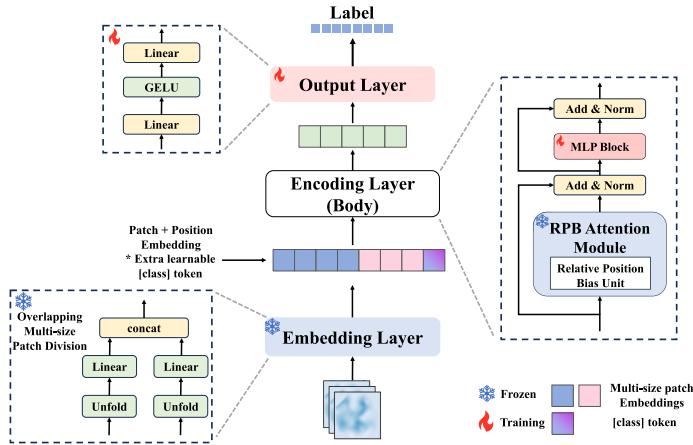 Label
Linear
GELU
Linear
Output Layer
Encoding Layer
(Body)
Patch + Position
Embedding
* Extra learnable
[class] token
Add & Norm
MLP Block
Add & Norm
RPB Attention
Module
Relative Position
Bias Unit
Overlapping
Multi-size
Patch Division
concat
Linear
Linear
Unfold
Unfold
Embedding Layer
Frozen
Training
Multi-size patch
Embeddings
[class] token